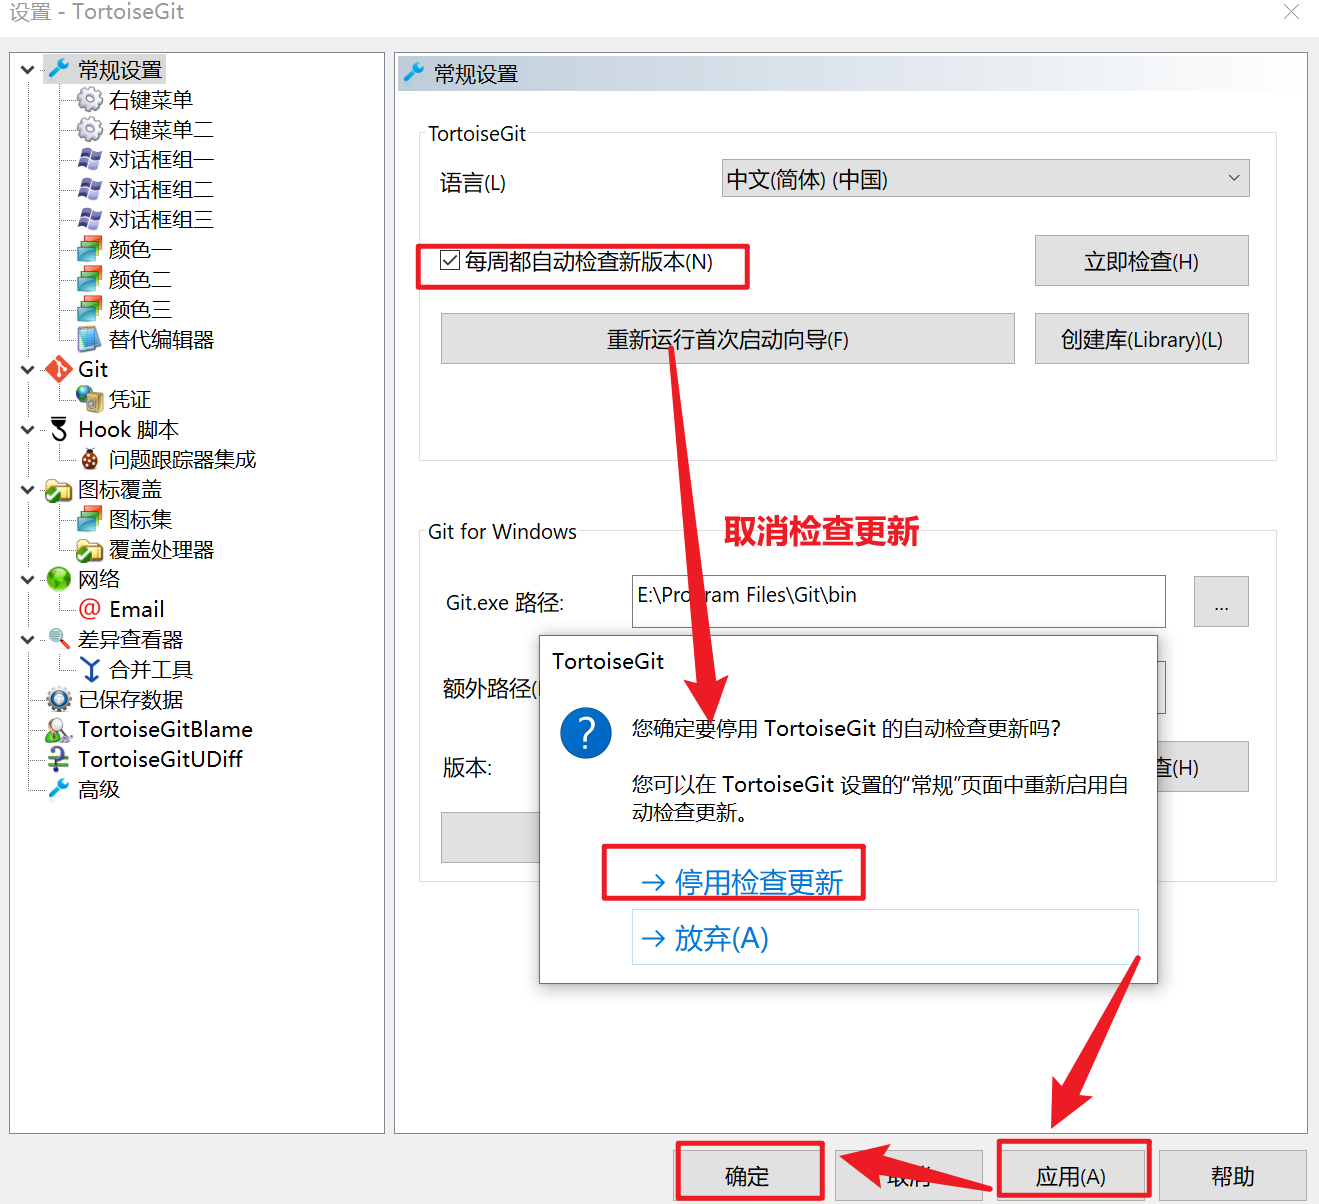 设置 - TortoiseGit
常规设置
右键菜单
右键菜单二
对话框组一
对话框组二
对话框组三
颜色一
颜色二
颜色三
替代编辑器
Git
凭证
Hook 脚本
问题跟踪器集成
图标覆盖
图标集
覆盖处理器
网络
Email
差异查看器
合并工具
已保存数据
TortoiseGitBlame
TortoiseGitUDiff
高级
常规设置
TortoiseGit
语言(L)
中文(简体) (中国)
每周都自动检查新版本(N)
立即检查(H)
重新运行首次启动向导(F)
创建库(Library)(L)
取消检查更新
Git for Windows
Git.exe 路径:
E:\Program Files\Git\bin
...
额外路径(
版本:
查(H)
TortoiseGit
您确定要停用 TortoiseGit 的自动检查更新吗?
您可以在 TortoiseGit 设置的“常规”页面中重新启用自
动检查更新。
停用检查更新
放弃(A)
确定
取消
应用(A)
帮助